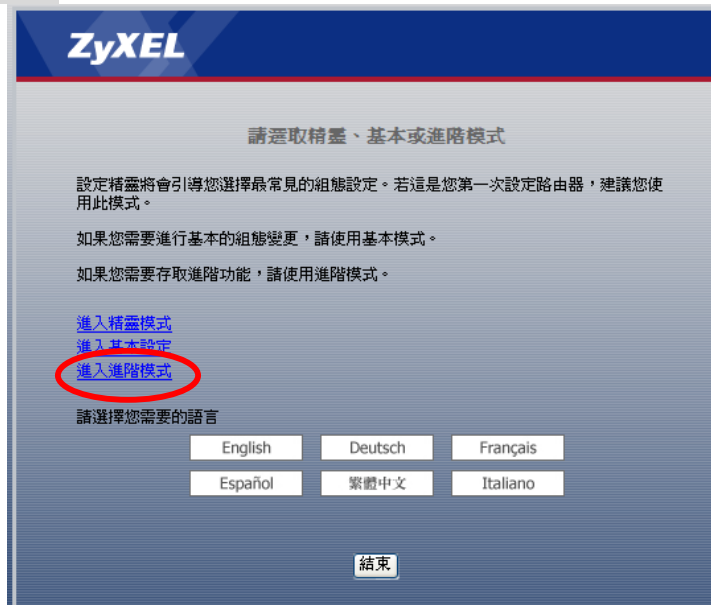 ZyXEL
請選取精靈、基本或進階模式
設定精靈將會引導您選擇最常見的組態設定。若這是您第一次設定路由器，建議您使
用此模式。
如果您需要進行基本的組態變更，請使用基本模式。
如果您需要存取進階功能，請使用進階模式。
進入精靈模式
進入基本設定
進入進階模式
請選擇您需要的語言
English Deutsch Français
Español 繁體中文 Italiano
結束